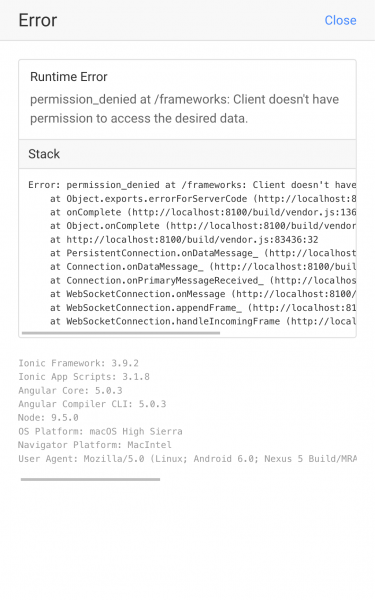 Error
Close
Runtime Error
permission_denied at /frameworks: Client doesn't have
permission to access the desired data.
Stack
Error: permission_denied at /frameworks: Client doesn't have
at Object.exports.errorForServerCode (http://localhost:8
at onComplete (http://localhost:8100/build/vendor.js:136
at Object.onComplete (http://localhost:8100/build/vendor
at http://localhost:8100/build/vendor.js:83436:32
at PersistentConnection.onDataMessage_ (http://localhost
at Connection.onDataMessage_ (http://localhost:8100/buil
at Connection.onPrimaryMessageReceived_ (http://localhos
at WebSocketConnection.onMessage (http://localhost:8100/
at WebSocketConnection.appendFrame_ (http://localhost:81
at WebSocketConnection.handleIncomingFrame (http://local
Ionic Framework: 3.9.2
Ionic App Scripts: 3.1.8
Angular Core: 5.0.3
Angular Compiler CLI: 5.0.3
Node: 9.5.0
OS Platform: macOS High Sierra
Navigator Platform: MacIntel
User Agent: Mozilla/5.0 (Linux; Android 6.0; Nexus 5 Build/MRA